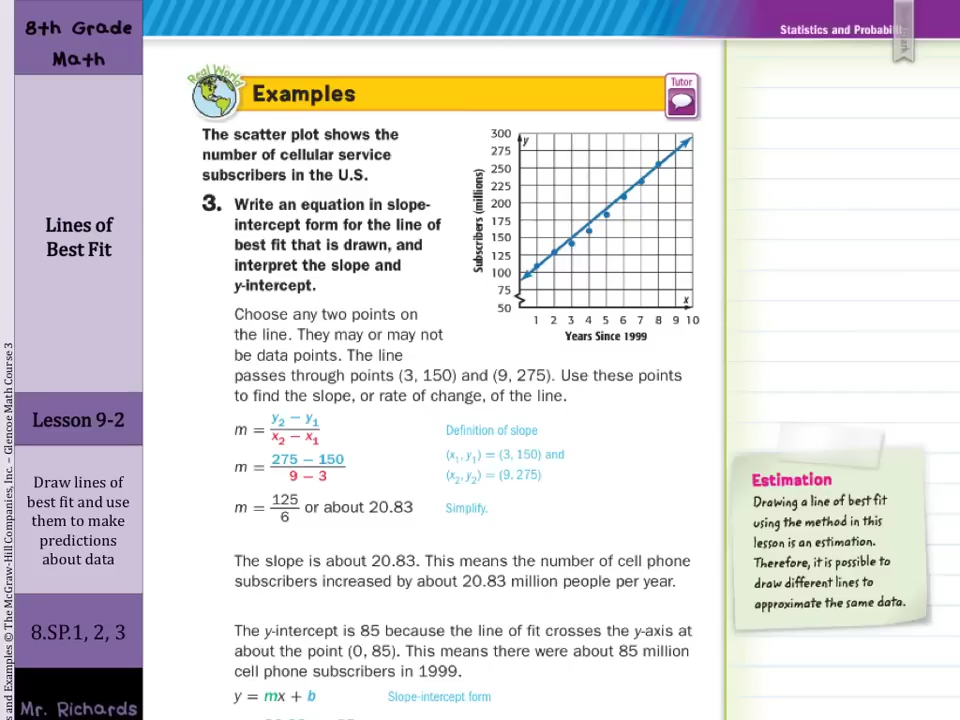 8th Grade
Math
Lines of
Best Fit
Lesson 9-2
Draw lines of
best fit and use
them to make
predictions
about data
8.SP.1, 2, 3
Mr. Richards
s and Examples © The McGraw-Hill Companies, Inc. – Glencoe Math Course 3
Statistics and Probabili
Real World
Examples
Tutor
The scatter plot shows the
number of cellular service
subscribers in the U.S.
3. Write an equation in slope-
intercept form for the line of
best fit that is drawn, and
interpret the slope and
y-intercept.
300
275
250
225
200
175
150
125
100
75
50
y
x
Subscribers (millions)
1 2 3 4 5 6 7 8 9 10
Years Since 1999
Choose any two points on
the line. They may or may not
be data points. The line
passes through points (3, 150) and (9, 275). Use these points
to find the slope, or rate of change, of the line.
m = y₂ − y₁ / x₂ − x₁ Definition of slope
m = 275 − 150 / 9 − 3 (x₁, y₁) = (3, 150) and
(x₂, y₂) = (9, 275)
m = 125/6 or about 20.83 Simplify.
The slope is about 20.83. This means the number of cell phone
subscribers increased by about 20.83 million people per year.
The y-intercept is 85 because the line of fit crosses the y-axis at
about the point (0, 85). This means there were about 85 million
cell phone subscribers in 1999.
y = mx + b Slope-intercept form
Estimation
Drawing a line of best fit
using the method in this
lesson is an estimation.
Therefore, it is possible to
draw different lines to
approximate the same data.